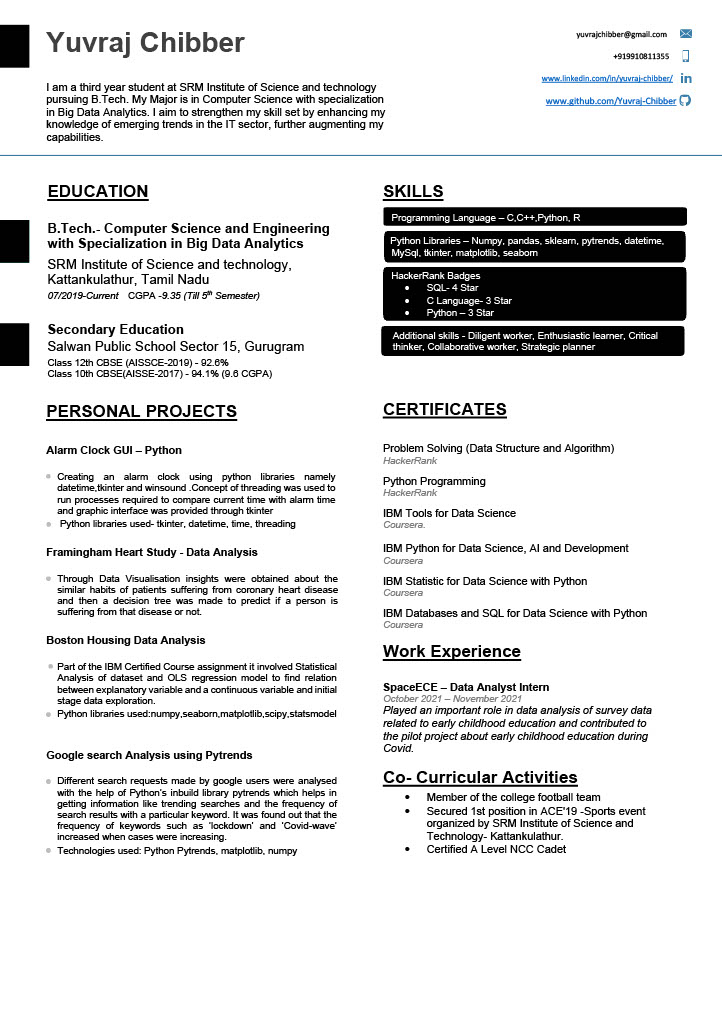 Yuvraj Chibber
I am a third year student at SRM Institute of Science and technology
pursuing B.Tech. My Major is in Computer Science with specialization
in Big Data Analytics. I aim to strengthen my skill set by enhancing my
knowledge of emerging trends in the IT sector, further augmenting my
capabilities.
yuvrajchibber@gmail.com
+919910811355
www.linkedin.com/in/yuvraj-chibber/
www.github.com/Yuvraj-Chibber
EDUCATION
B.Tech.- Computer Science and Engineering
with Specialization in Big Data Analytics
SRM Institute of Science and technology,
Kattankulathur, Tamil Nadu
07/2019-Current CGPA -9.35 (Till 5th Semester)
Secondary Education
Salwan Public School Sector 15, Gurugram
Class 12th CBSE (AISSCE-2019) - 92.6%
Class 10th CBSE(AISSE-2017) - 94.1% (9.6 CGPA)
PERSONAL PROJECTS
Alarm Clock GUI – Python
Creating an alarm clock using python libraries namely
datetime,tkinter and winsound .Concept of threading was used to
run processes required to compare current time with alarm time
and graphic interface was provided through tkinter
Python libraries used- tkinter, datetime, time, threading
Framingham Heart Study - Data Analysis
Through Data Visualisation insights were obtained about the
similar habits of patients suffering from coronary heart disease
and then a decision tree was made to predict if a person is
suffering from that disease or not.
Boston Housing Data Analysis
Part of the IBM Certified Course assignment it involved Statistical
Analysis of dataset and OLS regression model to find relation
between explanatory variable and a continuous variable and initial
stage data exploration.
Python libraries used:numpy,seaborn,matplotlib,scipy,statsmodel
Google search Analysis using Pytrends
Different search requests made by google users were analysed
with the help of Python's inbuild library pytrends which helps in
getting information like trending searches and the frequency of
search results with a particular keyword. It was found out that the
frequency of keywords such as 'lockdown' and 'Covid-wave'
increased when cases were increasing.
Technologies used: Python Pytrends, matplotlib, numpy
SKILLS
Programming Language – C,C++,Python, R
Python Libraries – Numpy, pandas, sklearn, pytrends, datetime,
MySql, tkinter, matplotlib, seaborn
HackerRank Badges
• SQL- 4 Star
• C Language- 3 Star
• Python – 3 Star
Additional skills - Diligent worker, Enthusiastic learner, Critical
thinker, Collaborative worker, Strategic planner
CERTIFICATES
Problem Solving (Data Structure and Algorithm)
HackerRank
Python Programming
HackerRank
IBM Tools for Data Science
Coursera.
IBM Python for Data Science, AI and Development
Coursera
IBM Statistic for Data Science with Python
Coursera
IBM Databases and SQL for Data Science with Python
Coursera
Work Experience
SpaceECE – Data Analyst Intern
October 2021 – November 2021
Played an important role in data analysis of survey data
related to early childhood education and contributed to
the pilot project about early childhood education during
Covid.
Co- Curricular Activities
• Member of the college football team
• Secured 1st position in ACE'19 -Sports event
organized by SRM Institute of Science and
Technology- Kattankulathur.
• Certified A Level NCC Cadet